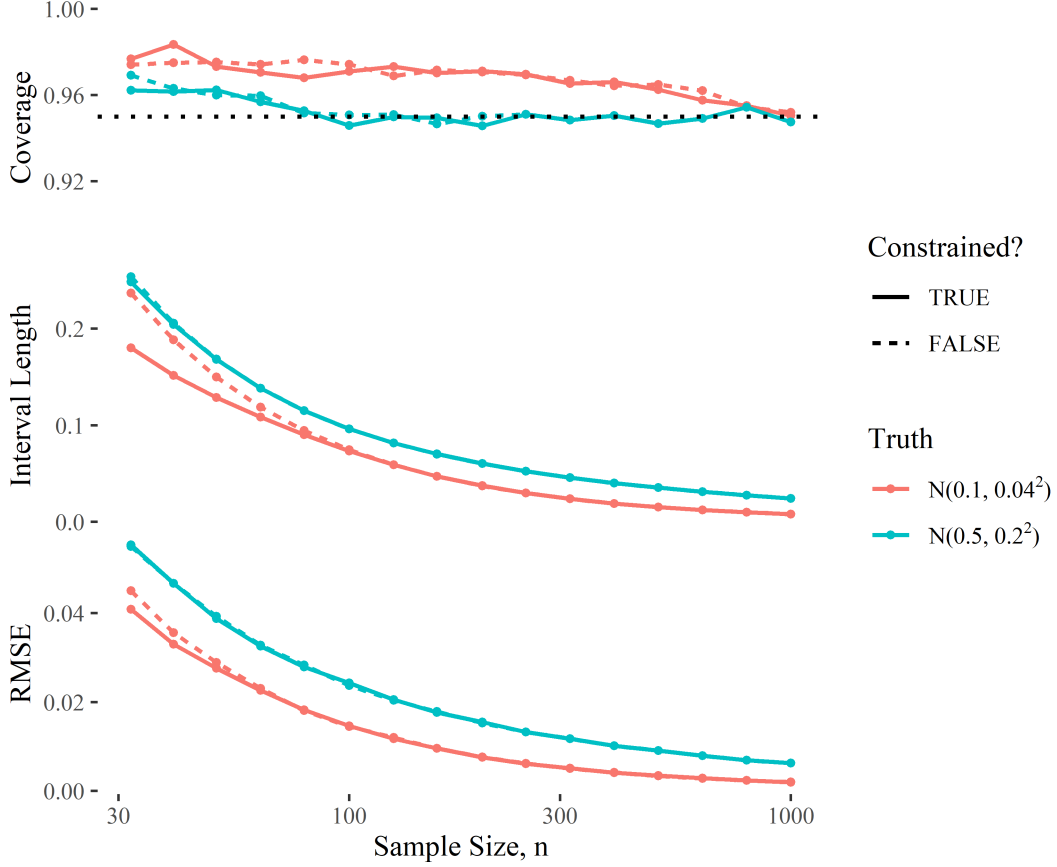 1.00
0.96
0.92
Coverage
0.2
0.1
0.0
Interval Length
0.04
0.02
0.00
RMSE
30 100 300 1000
Sample Size, n
Constrained?
TRUE
FALSE
Truth
N(0.1, 0.04²)
N(0.5, 0.2²)